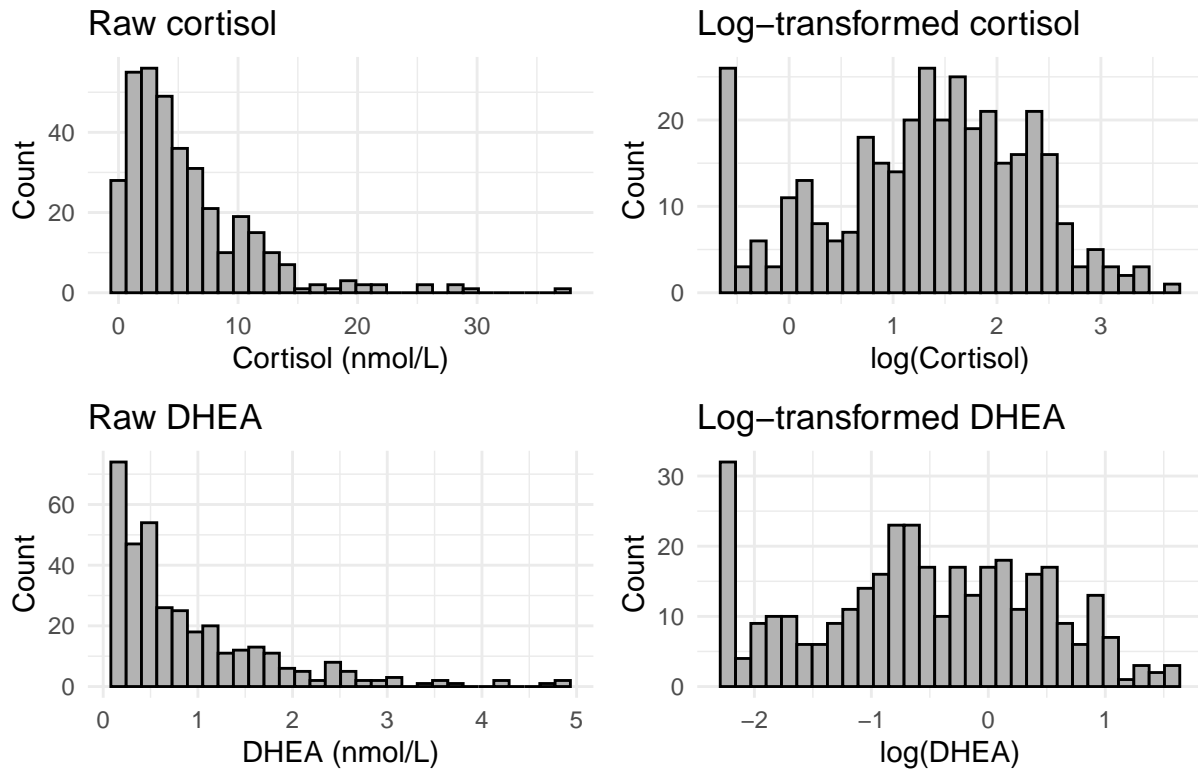 Raw cortisol
Count
0
20
40
0
10
20
30
Cortisol (nmol/L)
Log−transformed cortisol
Count
0
10
20
0
1
2
3
log(Cortisol)
Raw DHEA
Count
0
20
40
60
0
1
2
3
4
5
DHEA (nmol/L)
Log−transformed DHEA
Count
0
10
20
30
−2
−1
0
1
log(DHEA)